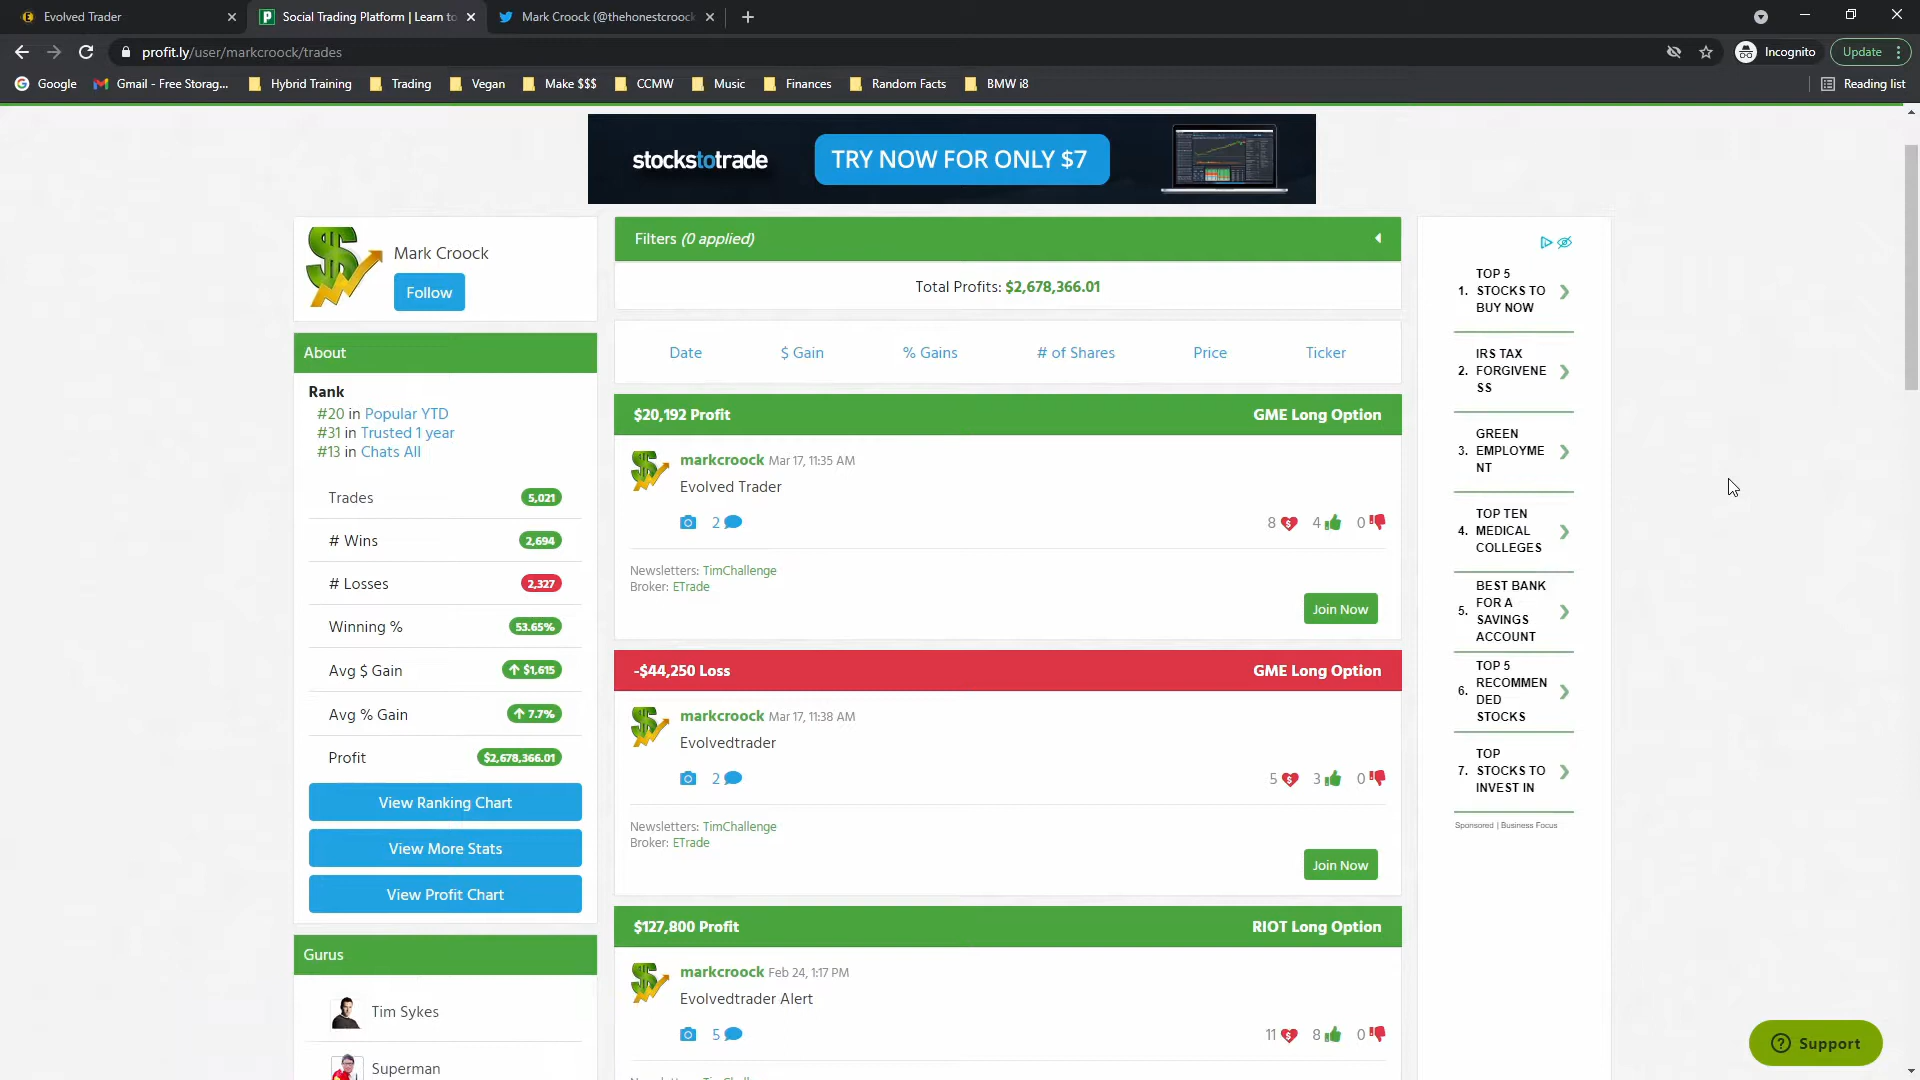 Evolved Trader
Social Trading Platform | Learn to
Mark Croock (@thehonestcroock
profit.ly/user/markcroock/trades
Incognito
Update
Google
Gmail - Free Storag...
Hybrid Training
Trading
Vegan
Make $$$
CCMW
Music
Finances
Random Facts
BMW i8
Reading list
stockstotrade
TRY NOW FOR ONLY $7
Mark Croock
Follow
About
Rank
#20 in Popular YTD
#31 in Trusted 1 year
#13 in Chats All
Trades 5,021
# Wins 2,694
# Losses 2,327
Winning % 53.65%
Avg $ Gain $1,615
Avg % Gain 7.7%
Profit $2,678,366.01
View Ranking Chart
View More Stats
View Profit Chart
Gurus
Tim Sykes
Superman
Filters (0 applied)
Total Profits: $2,678,366.01
Date $ Gain % Gains # of Shares Price Ticker
$20,192 Profit GME Long Option
markcroock Mar 17, 11:35 AM
Evolved Trader
2 8 4 0
Newsletters: TimChallenge
Broker: ETrade
Join Now
-$44,250 Loss GME Long Option
markcroock Mar 17, 11:38 AM
Evolvedtrader
2 5 3 0
Newsletters: TimChallenge
Broker: ETrade
Join Now
$127,800 Profit RIOT Long Option
markcroock Feb 24, 1:17 PM
Evolvedtrader Alert
5 11 8 0
TOP 5
1. STOCKS TO
BUY NOW
IRS TAX
2. FORGIVENE
SS
GREEN
3. EMPLOYME
NT
TOP TEN
4. MEDICAL
COLLEGES
BEST BANK
FOR A
5. SAVINGS
ACCOUNT
TOP 5
RECOMMEN
6. DED
STOCKS
TOP
7. STOCKS TO
INVEST IN
Sponsored | Business Focus
Support